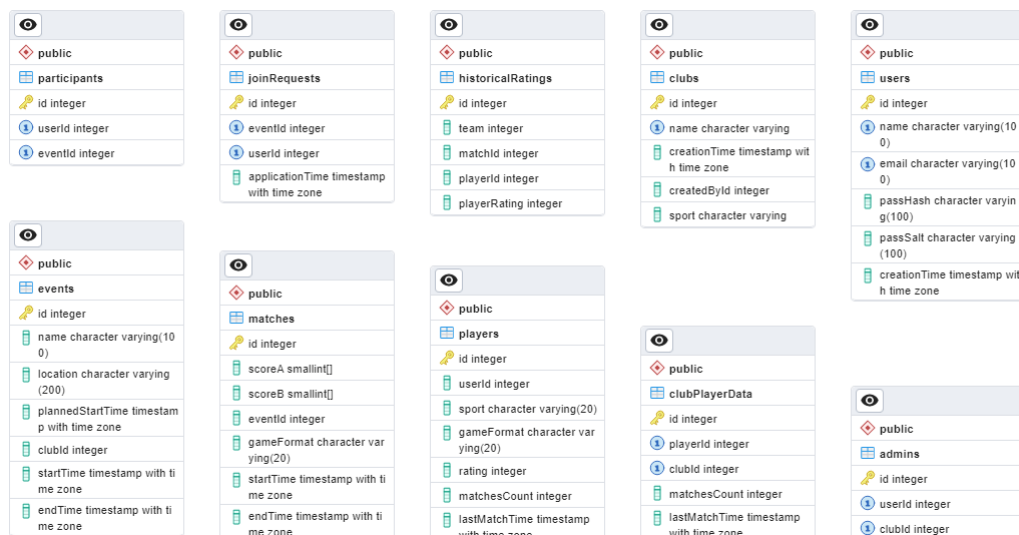 public
participants
id integer
userId integer
eventId integer
public
joinRequests
id integer
eventId integer
userId integer
applicationTime timestamp
with time zone
public
historicalRatings
id integer
team integer
matchId integer
playerId integer
playerRating integer
public
clubs
id integer
name character varying
creationTime timestamp wit
h time zone
createdById integer
sport character varying
public
users
id integer
name character varying(10
0)
email character varying(10
0)
passHash character varyin
g(100)
passSalt character varying
(100)
creationTime timestamp wit
h time zone
public
events
id integer
name character varying(10
0)
location character varying
(200)
plannedStartTime timestam
p with time zone
clubId integer
startTime timestamp with ti
me zone
endTime timestamp with ti
me zone
public
matches
id integer
scoreA smallint[]
scoreB smallint[]
eventId integer
gameFormat character var
ying(20)
startTime timestamp with ti
me zone
endTime timestamp with ti
me zone
public
players
id integer
userId integer
sport character varying(20)
gameFormat character var
ying(20)
rating integer
matchesCount integer
lastMatchTime timestamp
with time zone
public
clubPlayerData
id integer
playerId integer
clubId integer
matchesCount integer
lastMatchTime timestamp
with time zone
public
admins
id integer
userId integer
clubId integer